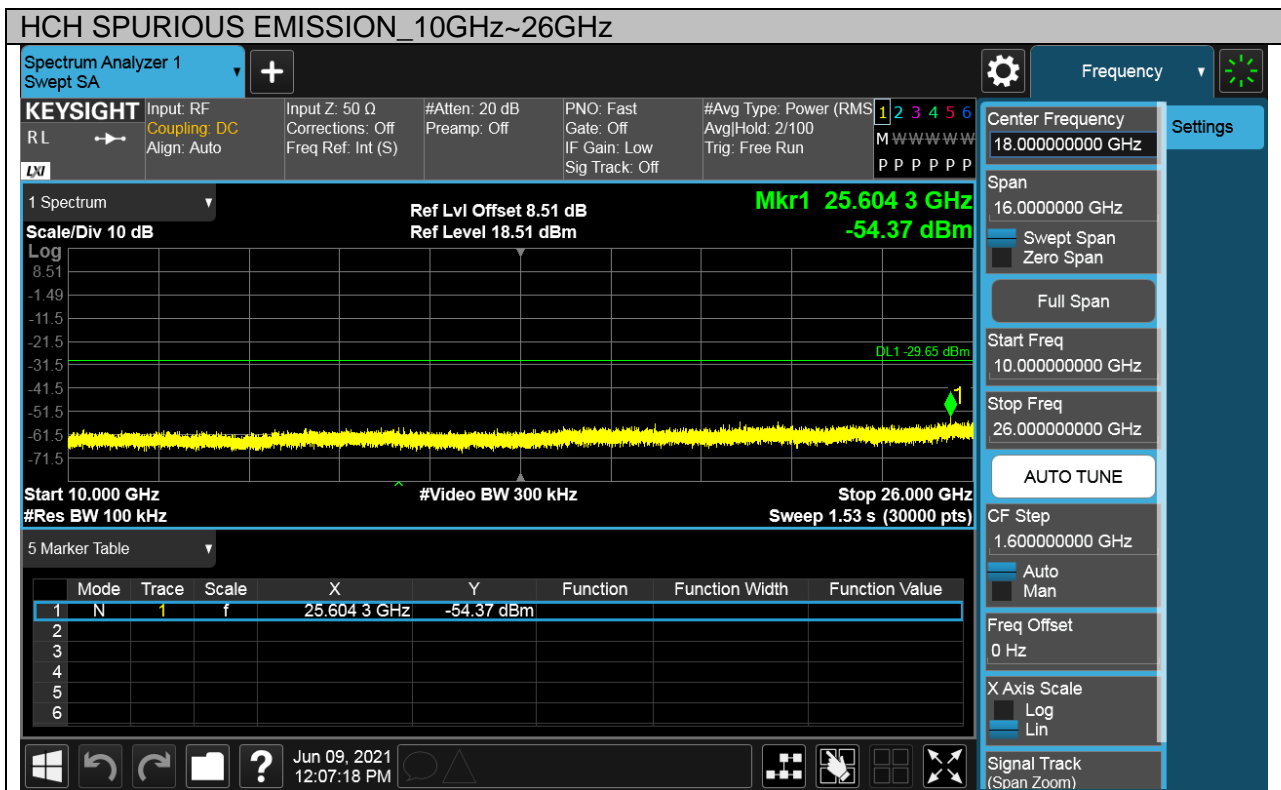 HCH SPURIOUS EMISSION_10GHz~26GHz
Spectrum Analyzer 1
Swept SA
Frequency
KEYSIGHT
RL
LXI
Input: RF
Coupling: DC
Align: Auto
Input Z: 50 Ω
Corrections: Off
Freq Ref: Int (S)
#Atten: 20 dB
Preamp: Off
PNO: Fast
Gate: Off
IF Gain: Low
Sig Track: Off
#Avg Type: Power (RMS
Avg|Hold: 2/100
Trig: Free Run
1 2 3 4 5 6
M W W W W W
P P P P P P
1 Spectrum
Scale/Div 10 dB
Ref Lvl Offset 8.51 dB
Ref Level 18.51 dBm
Mkr1 25.604 3 GHz
-54.37 dBm
Log
8.51
-1.49
-11.5
-21.5
-31.5
-41.5
-51.5
-61.5
-71.5
DL1 -29.65 dBm
1
Start 10.000 GHz
#Video BW 300 kHz
Stop 26.000 GHz
#Res BW 100 kHz
Sweep 1.53 s (30000 pts)
5 Marker Table
Mode Trace Scale X Y Function Function Width Function Value
1 N 1 f 25.604 3 GHz -54.37 dBm
2
3
4
5
6
Jun 09, 2021
12:07:18 PM
Center Frequency
18.000000000 GHz
Settings
Span
16.0000000 GHz
Swept Span
Zero Span
Full Span
Start Freq
10.000000000 GHz
Stop Freq
26.000000000 GHz
AUTO TUNE
CF Step
1.600000000 GHz
Auto
Man
Freq Offset
0 Hz
X Axis Scale
Log
Lin
Signal Track
(Span Zoom)